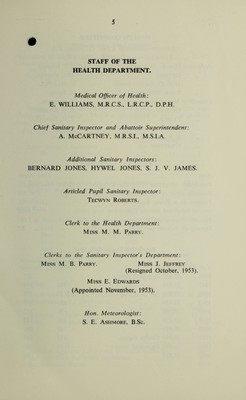 5
STAFF OF THE
HEALTH DEPARTMENT.
Medical Officer of Health:
E. WILLIAMS, M.R.C.S., L.R.C.P., D.P.H.
Chief Sanitary Inspector and Abattoir Superintendent:
A. McCARTNEY, M.R.S.I., M.S.I.A.
Additional Sanitary Inspectors:
BERNARD JONES, HYWEL JONES, S. J. V. JAMES.
Articled Pupil Sanitary Inspector:
TECWYN ROBERTS.
Clerk to the Health Department:
MISS M. M. PARRY.
Clerks to the Sanitary Inspector's Department:
MISS M. B. PARRY. MISS J. JEFFREY
(Resigned October, 1953).
MISS E. EDWARDS
(Appointed November, 1953).
Hon. Meteorologist:
S. E. ASHMORE, B.Sc.